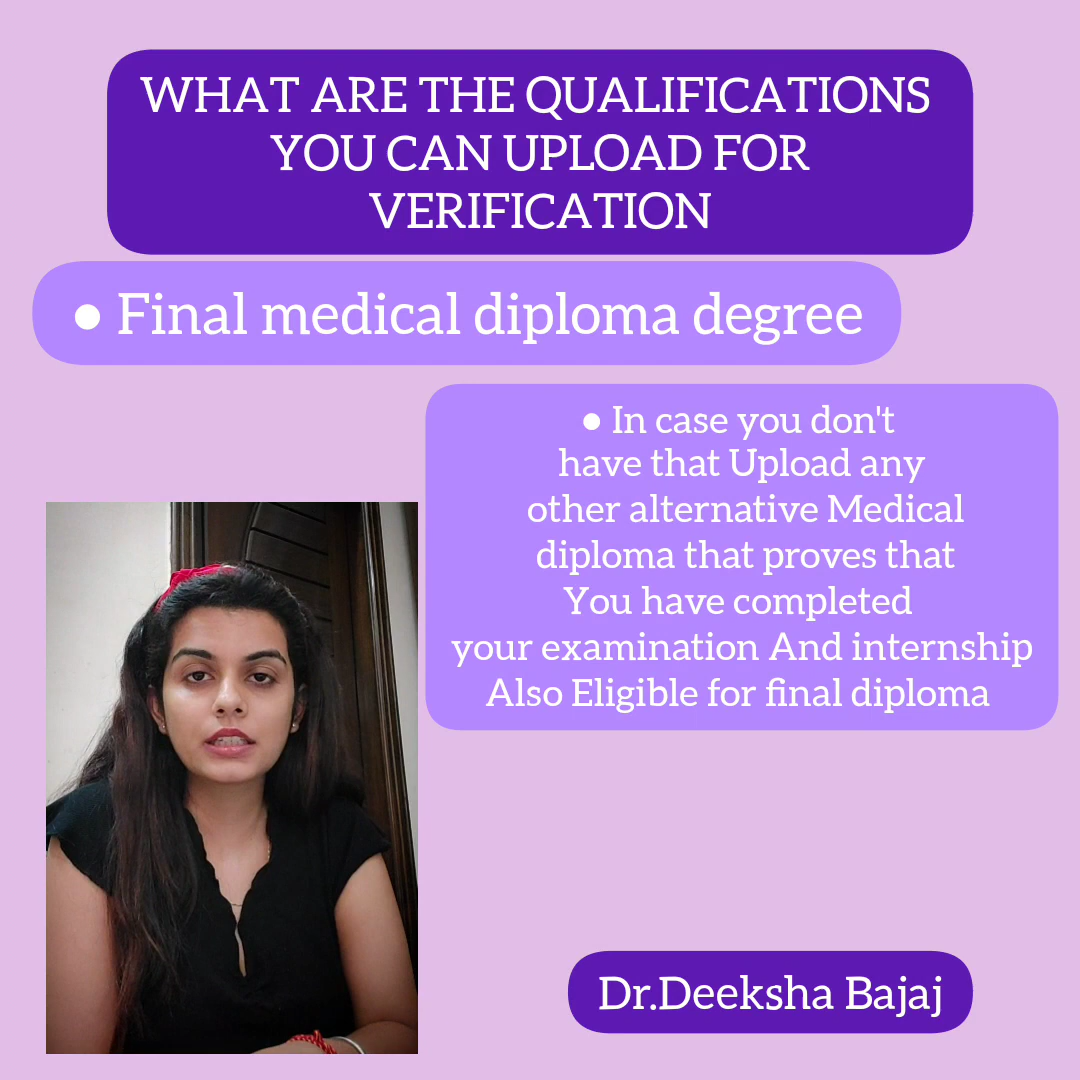 WHAT ARE THE QUALIFICATIONS
YOU CAN UPLOAD FOR
VERIFICATION
● Final medical diploma degree
● In case you don't
have that Upload any
other alternative Medical
diploma that proves that
You have completed
your examination And internship
Also Eligible for final diploma
Dr.Deeksha Bajaj